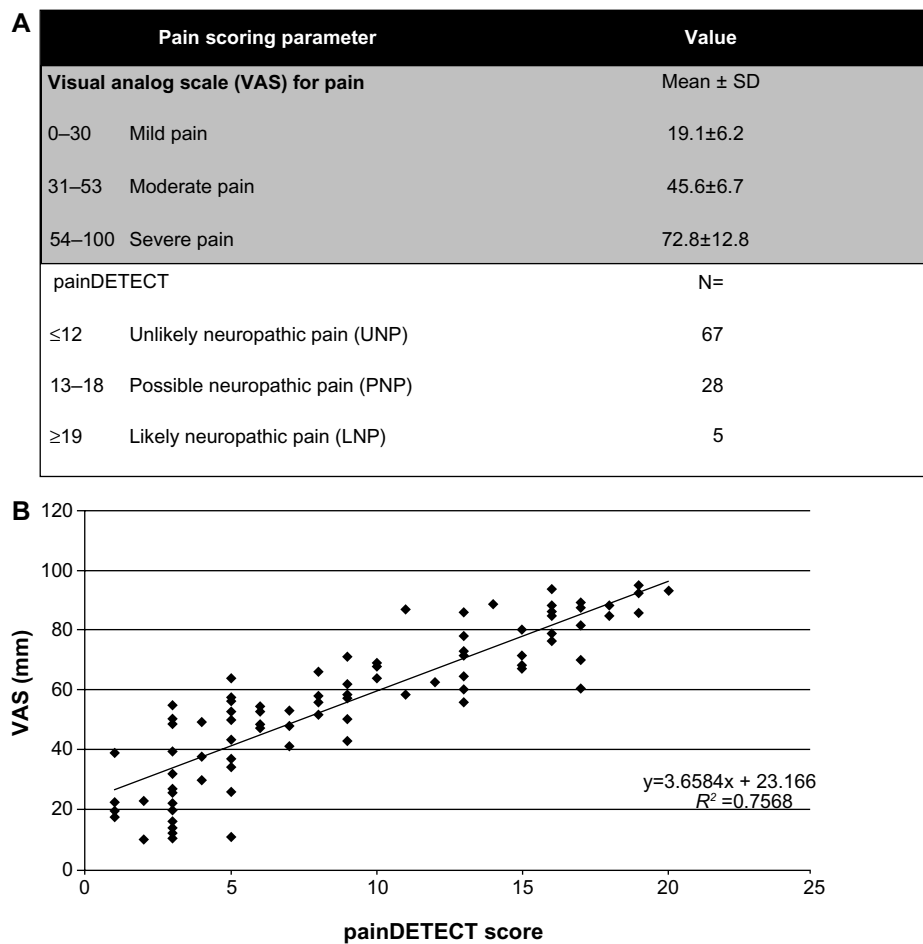 A
Pain scoring parameter Value
Visual analog scale (VAS) for pain Mean ± SD
0–30 Mild pain 19.1±6.2
31–53 Moderate pain 45.6±6.7
54–100 Severe pain 72.8±12.8
painDETECT N=
≤12 Unlikely neuropathic pain (UNP) 67
13–18 Possible neuropathic pain (PNP) 28
≥19 Likely neuropathic pain (LNP) 5
B
120
100
80
60
40
20
0
VAS (mm)
y=3.6584x + 23.166
R² =0.7568
0 5 10 15 20 25
painDETECT score